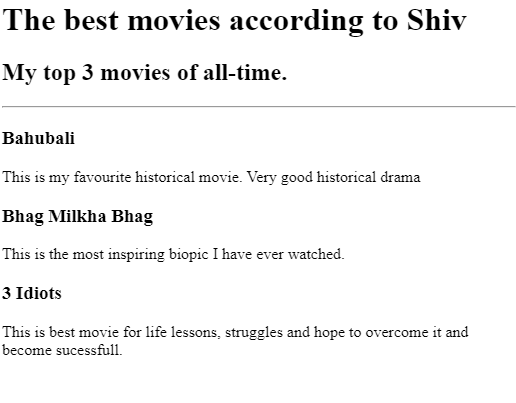 The best movies according to Shiv
My top 3 movies of all-time.
Bahubali
This is my favourite historical movie. Very good historical drama
Bhag Milkha Bhag
This is the most inspiring biopic I have ever watched.
3 Idiots
This is best movie for life lessons, struggles and hope to overcome it and
become sucessfull.